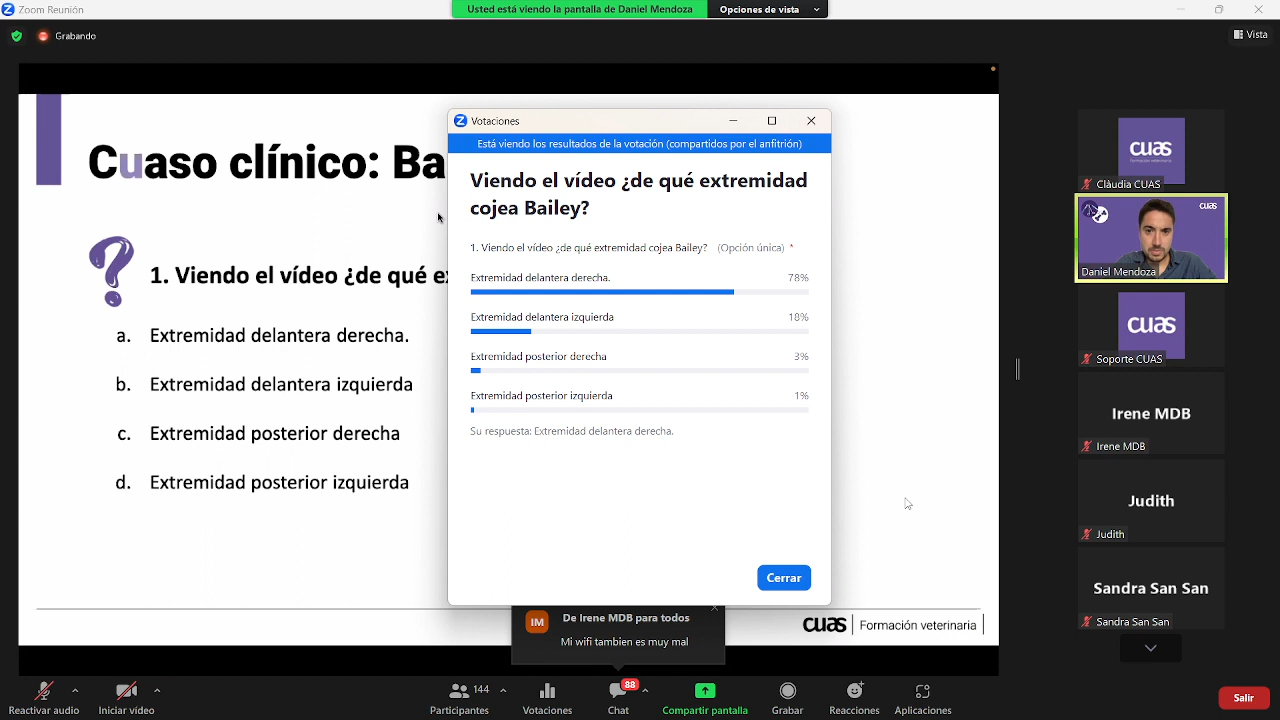 Zoom Reunión
Usted está viendo la pantalla de Daniel Mendoza
Opciones de vista
Grabando
Vista
Cuaso clínico: Ba
1. Viendo el vídeo ¿de qué e
a. Extremidad delantera derecha.
b. Extremidad delantera izquierda
c. Extremidad posterior derecha
d. Extremidad posterior izquierda
cuas Formación veterinaria
Votaciones
Está viendo los resultados de la votación (compartidos por el anfitrión)
Viendo el vídeo ¿de qué extremidad
cojea Bailey?
1. Viendo el vídeo ¿de qué extremidad cojea Bailey? (Opción única) *
Extremidad delantera derecha. 78%
Extremidad delantera izquierda 18%
Extremidad posterior derecha 3%
Extremidad posterior izquierda 1%
Su respuesta: Extremidad delantera derecha.
Cerrar
IM
De Irene MDB para todos
Mi wifi tambien es muy mal
cuas
Formación veterinaria
Clàudia CUAS
cuas
Daniel Mendoza
cuas
Soporte CUAS
Irene MDB
Irene MDB
Judith
Judith
Sandra San San
Sandra San San
Reactivar audio
Iniciar vídeo
144
Participantes
Votaciones
88
Chat
Compartir pantalla
Grabar
Reacciones
Aplicaciones
Salir